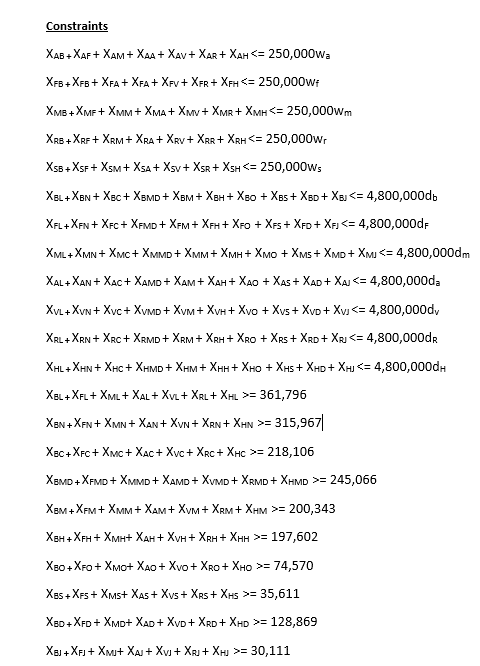 Constraints
XAB + XAF + XAM + XAA + XAV + XAR + XAH <= 250,000wa
XFB + XFB + XFA + XFA + XFV + XFR + XFH <= 250,000wf
XMB + XMF + XMM + XMA + XMV + XMR + XMH <= 250,000wm
XRB + XRF + XRM + XRA + XRV + XRR + XRH <= 250,000wr
XSB + XSF + XSM + XSA + XSV + XSR + XSH <= 250,000ws
XBL + XBN + XBC + XBMD + XBM + XBH + XBO + XBS + XBD + XBJ <= 4,800,000db
XFL + XFN + XFC + XFMD + XFM + XFH + XFO + XFS + XFD + XFJ <= 4,800,000dF
XML + XMN + XMC + XMMD + XMM + XMH + XMO + XMS + XMD + XMJ <= 4,800,000dm
XAL + XAN + XAC + XAMD + XAM + XAH + XAO + XAS + XAD + XAJ <= 4,800,000da
XVL + XVN + XVC + XVMD + XVM + XVH + XVO + XVS + XVD + XVJ <= 4,800,000dv
XRL + XRN + XRC + XRMD + XRM + XRH + XRO + XRS + XRD + XRJ <= 4,800,000dR
XHL + XHN + XHC + XHMD + XHM + XHH + XHO + XHS + XHD + XHJ <= 4,800,000dH
XBL + XFL + XML + XAL + XVL + XRL + XHL >= 361,796
XBN + XFN + XMN + XAN + XVN + XRN + XHN >= 315,967
XBC + XFC + XMC + XAC + XVC + XRC + XHC >= 218,106
XBMD + XFMD + XMMD + XAMD + XVMD + XRMD + XHMD >= 245,066
XBM + XFM + XMM + XAM + XVM + XRM + XHM >= 200,343
XBH + XFH + XMH + XAH + XVH + XRH + XHH >= 197,602
XBO + XFO + XMO + XAO + XVO + XRO + XHO >= 74,570
XBS + XFS + XMS + XAS + XVS + XRS + XHS >= 35,611
XBD + XFD + XMD + XAD + XVD + XRD + XHD >= 128,869
XBJ + XFJ + XMJ + XAJ + XVJ + XRJ + XHJ >= 30,111